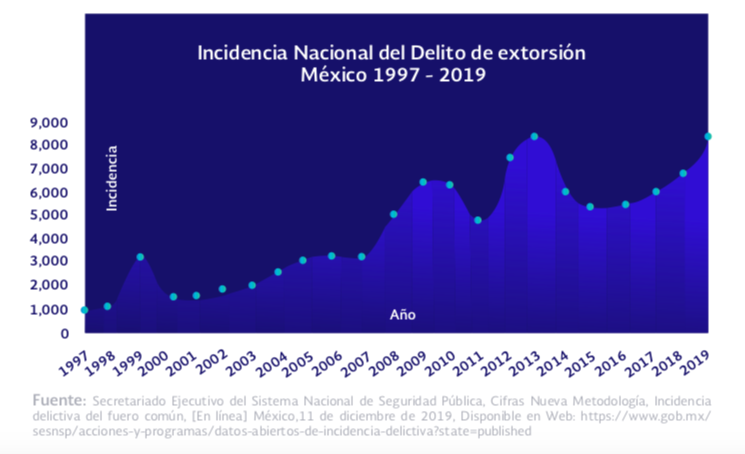 Incidencia Nacional del Delito de extorsión
México 1997 - 2019
9,000
8,000
7,000
6,000
5,000
4,000
3,000
2,000
1,000
0
Incidencia
Año
1997 1998 1999 2000 2001 2002 2003 2004 2005 2006 2007 2008 2009 2010 2011 2012 2013 2014 2015 2016 2017 2018 2019
Fuente: Secretariado Ejecutivo del Sistema Nacional de Seguridad Pública, Cifras Nueva Metodología, Incidencia
delictiva del fuero común, [En línea] México,11 de diciembre de 2019, Disponible en Web: https://www.gob.mx/
sesnsp/acciones-y-programas/datos-abiertos-de-incidencia-delictiva?state=published